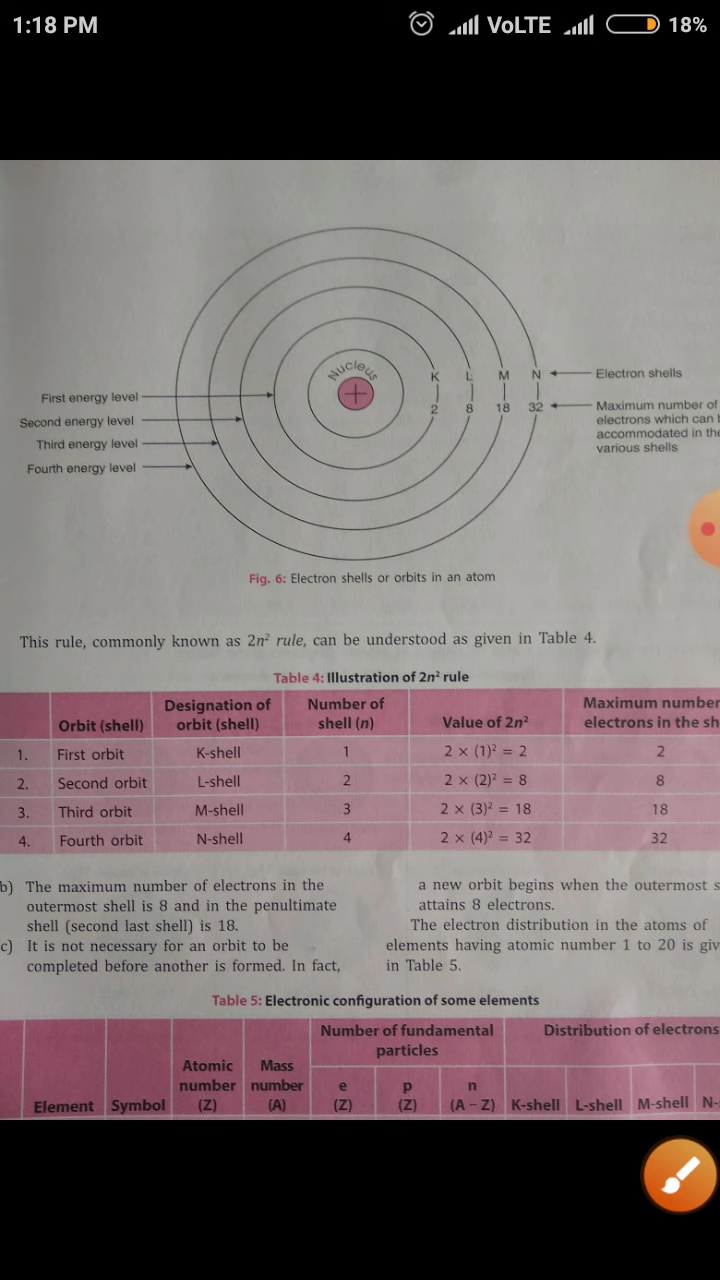 1:18 PM
VoLTE
18%
Nucleus
+
K L M N
Electron shells
2 8 18 32
Maximum number of
electrons which can
accommodated in
various shells
First energy level
Second energy level
Third energy level
Fourth energy level
Fig. 6: Electron shells or orbits in an atom
This rule, commonly known as 2n² rule, can be understood as given in Table 4.
Table 4: Illustration of 2n² rule
Orbit (shell) Designation of orbit (shell) Number of shell (n) Value of 2n² Maximum number electrons in the
1. First orbit K-shell 1 2 × (1)² = 2 2
2. Second orbit L-shell 2 2 × (2)² = 8 8
3. Third orbit M-shell 3 2 × (3)² = 18 18
4. Fourth orbit N-shell 4 2 × (4)² = 32 32
b) The maximum number of electrons in the
outermost shell is 8 and in the penultimate
shell (second last shell) is 18.
c) It is not necessary for an orbit to be
completed before another is formed. In fact,
a new orbit begins when the outermost
attains 8 electrons.
The electron distribution in the atoms of
elements having atomic number 1 to 20 is
in Table 5.
Table 5: Electronic configuration of some elements
Number of fundamental particles
Distribution of electrons
Element Symbol Atomic number (Z) Mass number (A) e (Z) p (Z) n (A – Z) K-shell L-shell M-shell N-